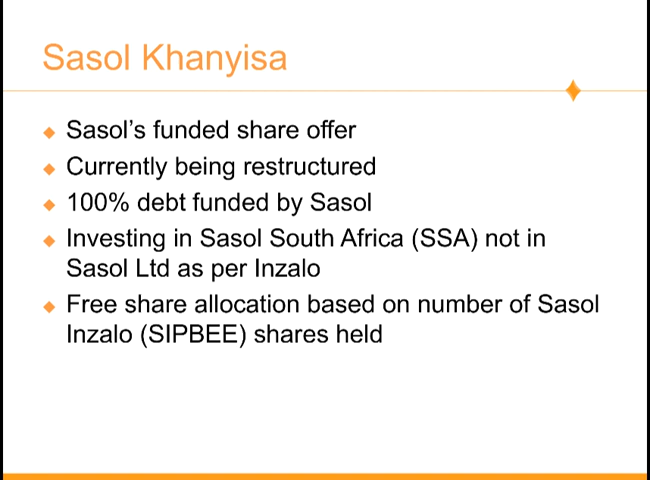 Sasol Khanyisa
Sasol’s funded share offer
Currently being restructured
100% debt funded by Sasol
Investing in Sasol South Africa (SSA) not in
Sasol Ltd as per Inzalo
Free share allocation based on number of Sasol
Inzalo (SIPBEE) shares held